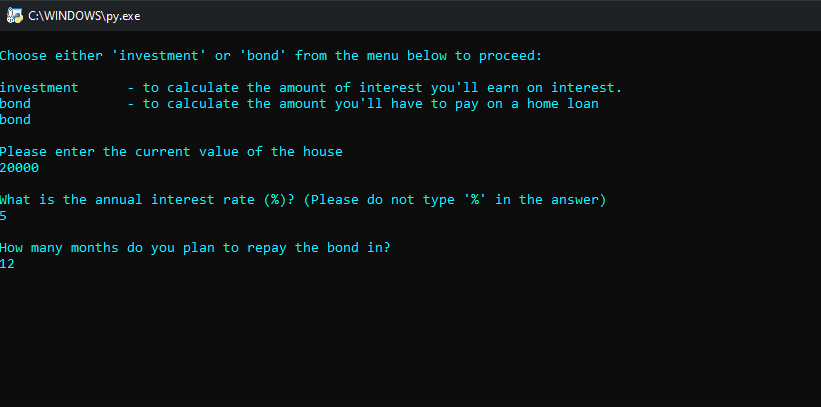 C:\WINDOWS\py.exe
Choose either 'investment' or 'bond' from the menu below to proceed:
investment      - to calculate the amount of interest you'll earn on interest.
bond            - to calculate the amount you'll have to pay on a home loan
bond
Please enter the current value of the house
20000
What is the annual interest rate (%)? (Please do not type '%' in the answer)
5
How many months do you plan to repay the bond in?
12